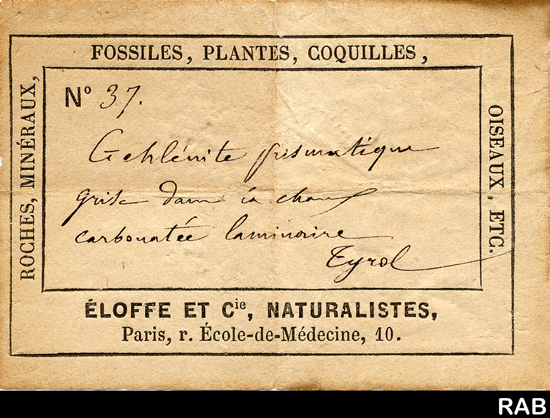 FOSSILES, PLANTES, COQUILLES,
ROCHES, MINÉRAUX,
OISEAUX, ETC.
N° 37.
Gehlénite prismatique
grise dans la chaux
carbonatée laminaire
Tyrol
ÉLOFFE ET Cie, NATURALISTES,
Paris, r. École-de-Médecine, 10.
RAB